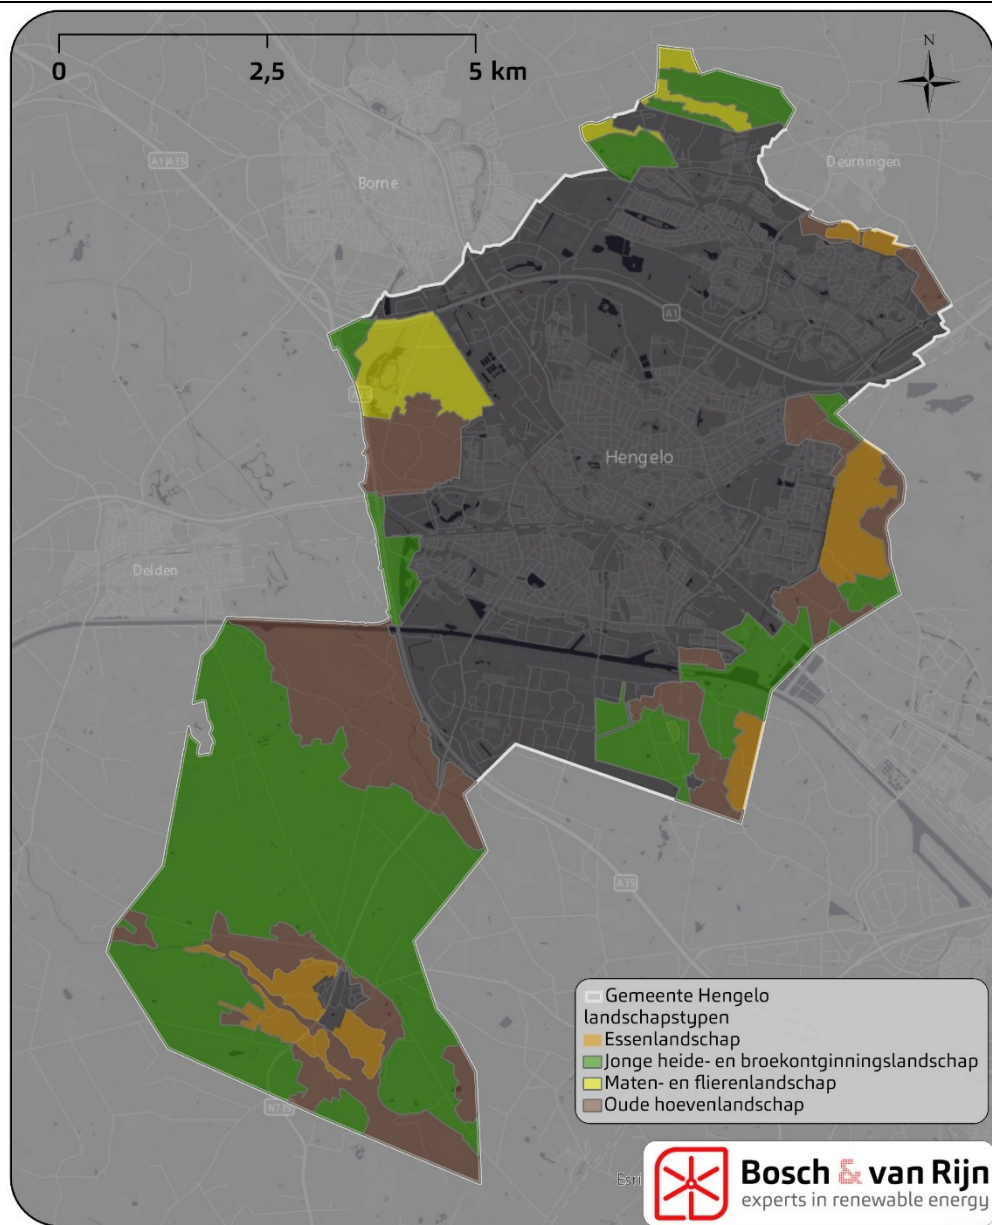 0 2,5 5 km
N
A1|A35
Borne
Deurningen
A1
Hengelo
Delden
A35
N739
Gemeente Hengelo
landschapstypen
Essenlandschap
Jonge heide- en broekontginningslandschap
Maten- en flierenlandschap
Oude hoevenlandschap
Esri
Bosch & van Rijn
experts in renewable energy